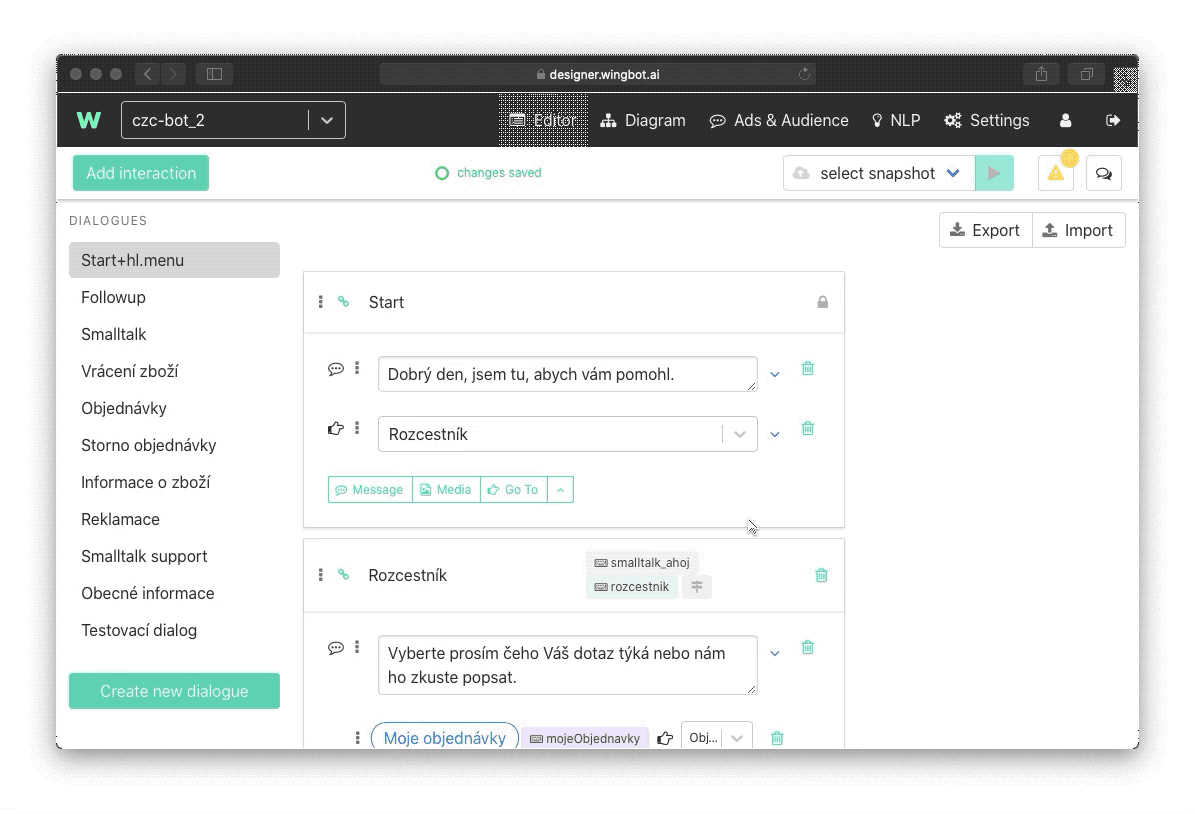 designer.wingbot.ai
W czc-bot_2 Editor Diagram Ads & Audience NLP Settings
Add interaction changes saved select snapshot
DIALOGUES Export Import
Start+hl.menu
Followup
Smalltalk
Vrácení zboží
Objednávky
Storno objednávky
Informace o zboží
Reklamace
Smalltalk support
Obecné informace
Testovací dialog
Create new dialogue
Start
Dobrý den, jsem tu, abych vám pomohl.
Rozcestník
Message Media Go To
Rozcestník
smalltalk_ahoj
rozcestnik
Vyberte prosím čeho Váš dotaz týká nebo nám
ho zkuste popsat.
Moje objednávky mojeObjednavky Obj...